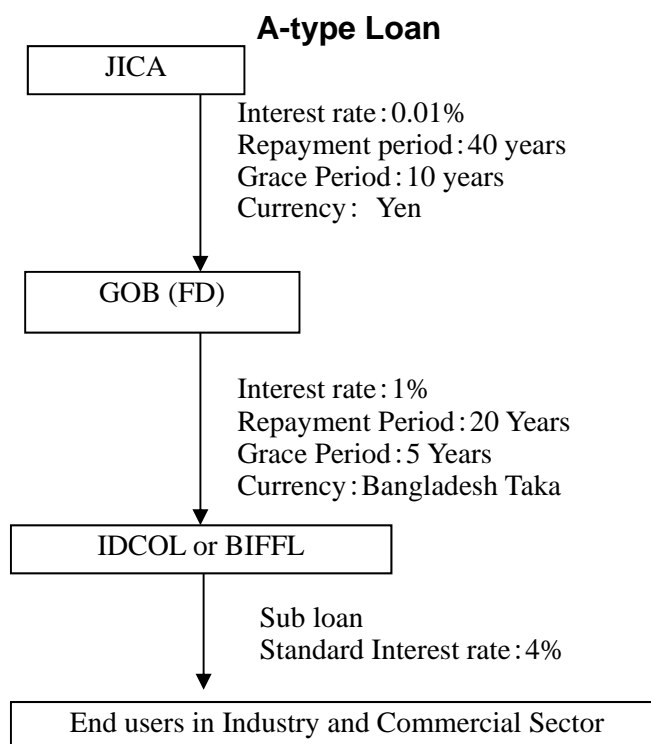 A-type Loan
JICA
Interest rate:0.01%
Repayment period:40 years
Grace Period:10 years
Currency: Yen
GOB (FD)
Interest rate:1%
Repayment Period:20 Years
Grace Period:5 Years
Currency:Bangladesh Taka
IDCOL or BIFFL
Sub loan
Standard Interest rate:4%
End users in Industry and Commercial Sector